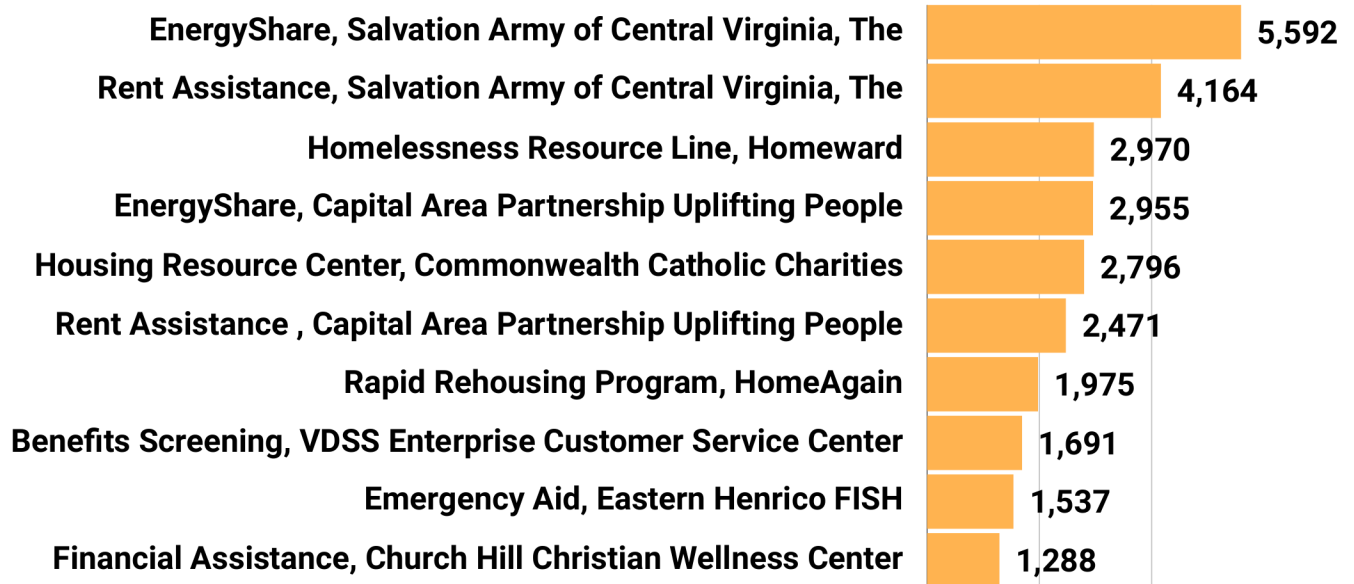 EnergyShare, Salvation Army of Central Virginia, The 5,592
Rent Assistance, Salvation Army of Central Virginia, The 4,164
Homelessness Resource Line, Homeward 2,970
EnergyShare, Capital Area Partnership Uplifting People 2,955
Housing Resource Center, Commonwealth Catholic Charities 2,796
Rent Assistance , Capital Area Partnership Uplifting People 2,471
Rapid Rehousing Program, HomeAgain 1,975
Benefits Screening, VDSS Enterprise Customer Service Center 1,691
Emergency Aid, Eastern Henrico FISH 1,537
Financial Assistance, Church Hill Christian Wellness Center 1,288